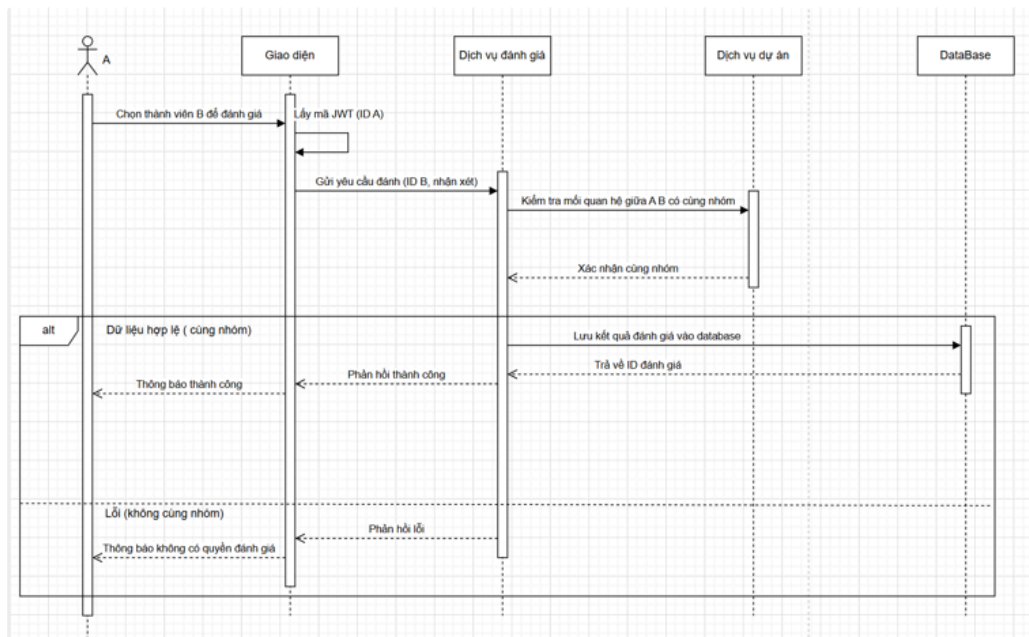 A
Giao diện
Dịch vụ đánh giá
Dịch vụ dự án
DataBase
Chọn thành viên B để đánh giá
Lấy mã JWT (ID A)
Gửi yêu cầu đánh (ID B, nhận xét)
Kiểm tra mối quan hệ giữa A B có cùng nhóm
Xác nhận cùng nhóm
alt
Dữ liệu hợp lệ ( cùng nhóm)
Lưu kết quả đánh giá vào database
Trả về ID đánh giá
Phản hồi thành công
Thông báo thành công
Lỗi (không cùng nhóm)
Phản hồi lỗi
Thông báo không có quyền đánh giá